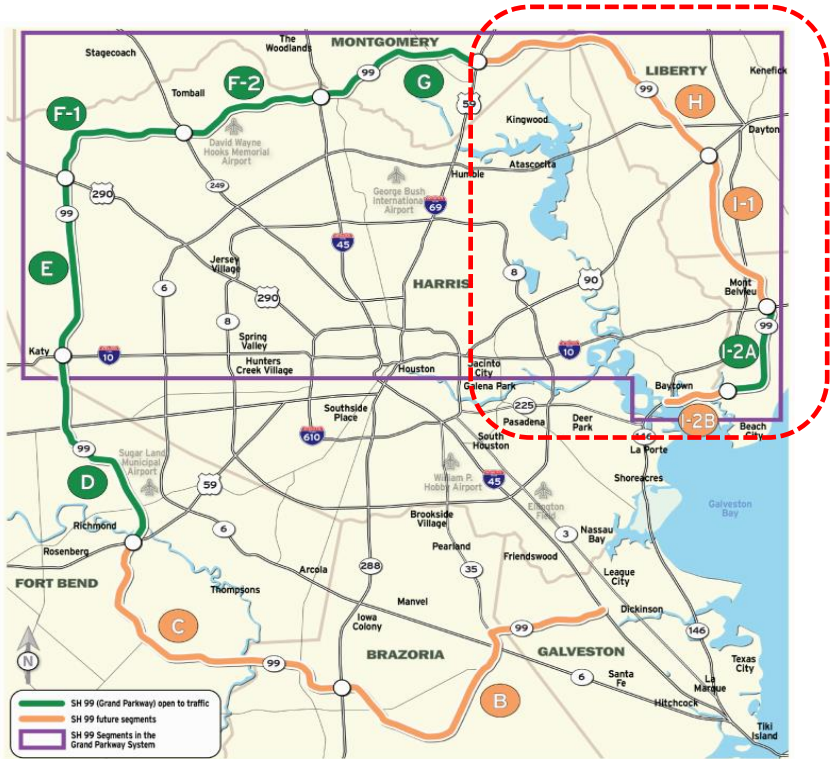 Stagecoach
The
Woodlands
MONTGOMERY
F-2
99
G
LIBERTY
Kenefick
Tomball
99
H
59
F-1
Kingwood
David Wayne
Hooks Memorial
Airport
Dayton
Atascocita
Humble
290
249
George Bush
International
Airport
69
I-1
99
45
E
Jersey
Village
HARRIS
8
90
6
290
Mont
Belvieu
8
99
Spring
Valley
Katy
10
10
I-2A
Hunters
Creek Village
Houston
Jacinto
City
Galena Park
Baytown
Southside
Place
225
Pasadena
Deer
Park
I-2B
Beach
City
610
146
South
Houston
La Porte
99
Sugar Land
Municipal
Airport
D
59
William P.
Hobby Airport
45
Shoreacres
Ellington
Field
Galveston
Bay
Richmond
6
Brookside
Village
3
Nassau
Bay
Rosenberg
Pearland
Friendswood
FORT BEND
288
35
Arcola
League
City
Thompsons
Manvel
Dickinson
C
Iowa
Colony
99
146
BRAZORIA
GALVESTON
99
6
Santa
Fe
Texas
City
La
Marque
B
Hitchcock
Tiki
Island
N
SH 99 (Grand Parkway) open to traffic
SH 99 future segments
SH 99 Segments in the
Grand Parkway System